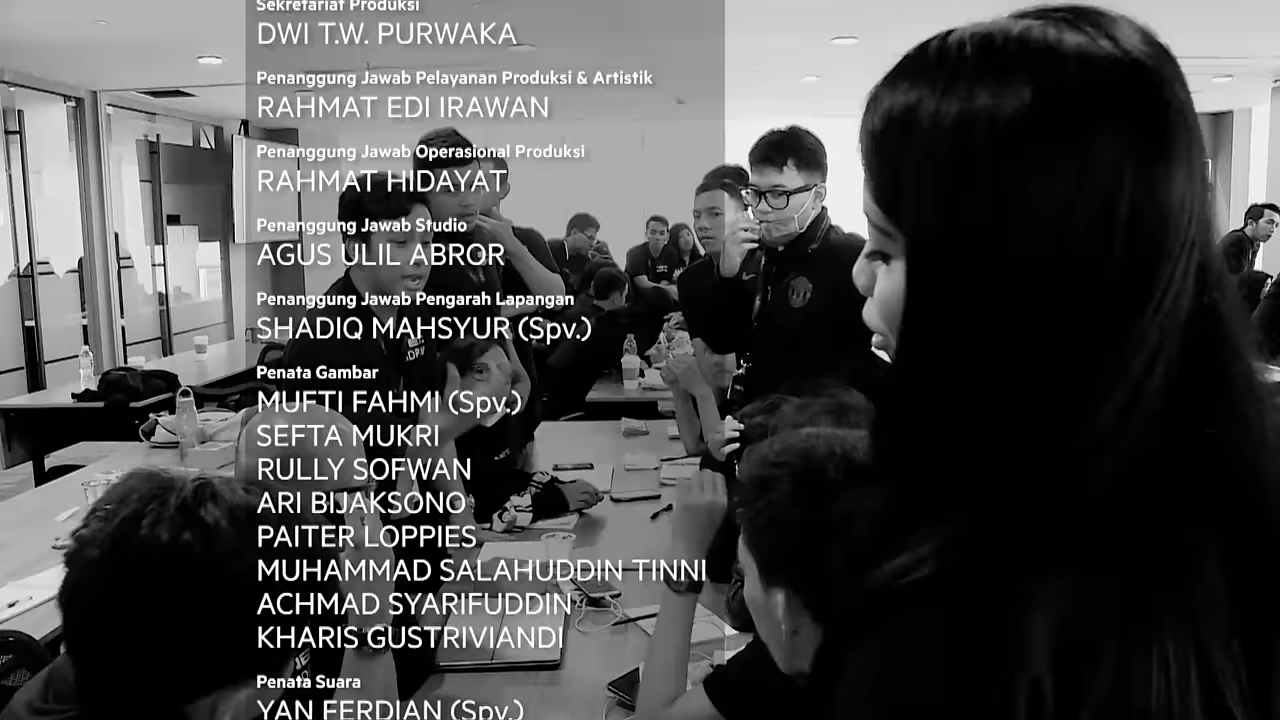 Sekretariat Produksi
DWI T.W. PURWAKA
Penanggung Jawab Pelayanan Produksi & Artistik
RAHMAT EDI IRAWAN
Penanggung Jawab Operasional Produksi
RAHMAT HIDAYAT
Penanggung Jawab Studio
AGUS ULIL ABROR
Penanggung Jawab Pengarah Lapangan
SHADIQ MAHSYUR (Spv.)
Penata Gambar
MUFTI FAHMI (Spv.)
SEFTA MUKRI
RULLY SOFWAN
ARI BIJAKSONO
PAITER LOPPIES
MUHAMMAD SALAHUDDIN TINNI
ACHMAD SYARIFUDDIN
KHARIS GUSTRIVIANDI
Penata Suara
YAN FERDIAN (Spv.)